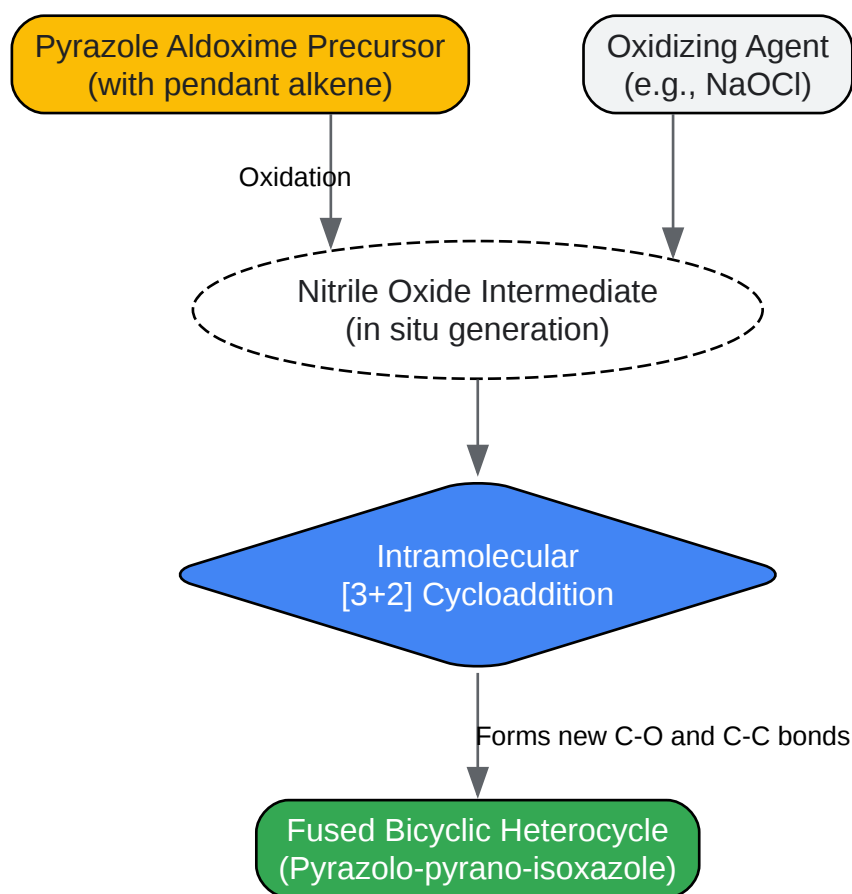 Pyrazole Aldoxime Precursor
(with pendant alkene)
Oxidizing Agent
(e.g., NaOCl)
Oxidation
Nitrile Oxide Intermediate
(in situ generation)
Intramolecular
[3+2] Cycloaddition
Forms new C-O and C-C bonds
Fused Bicyclic Heterocycle
(Pyrazolo-pyrano-isoxazole)